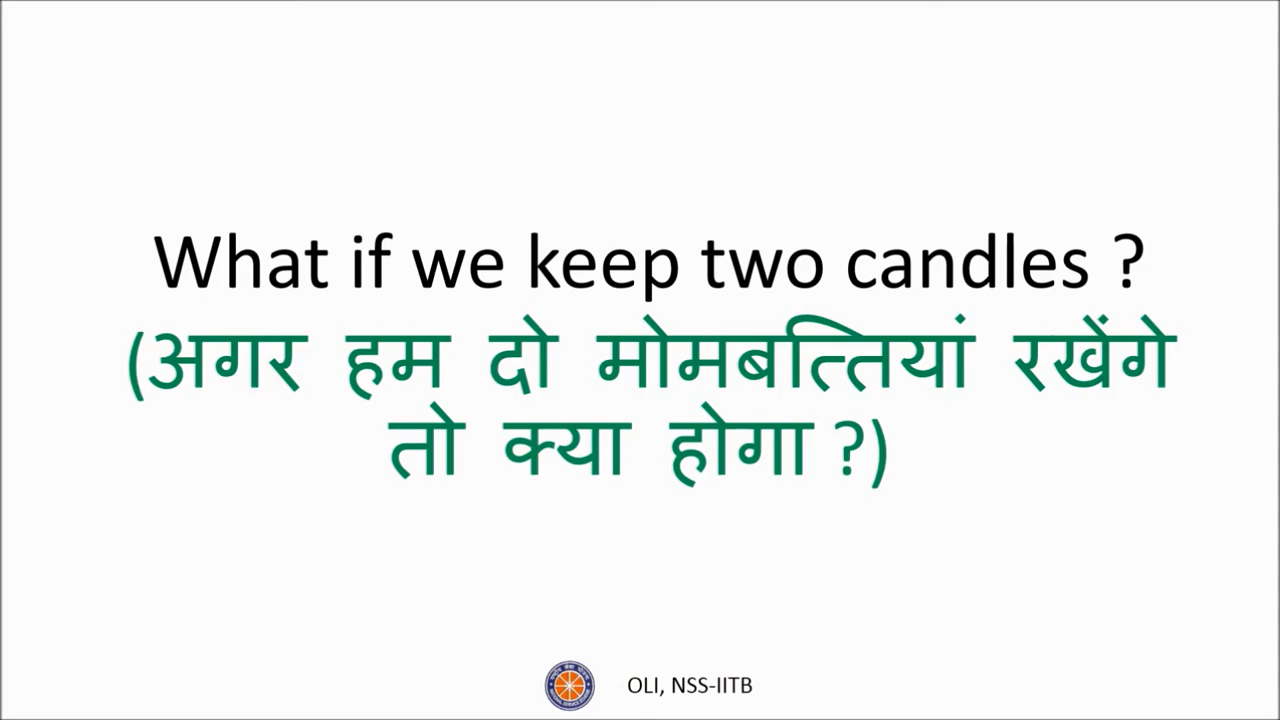 What if we keep two candles ?
(अगर हम दो मोमबत्तियां रखेंगे
तो क्या होगा ?)
OLI, NSS-IITB